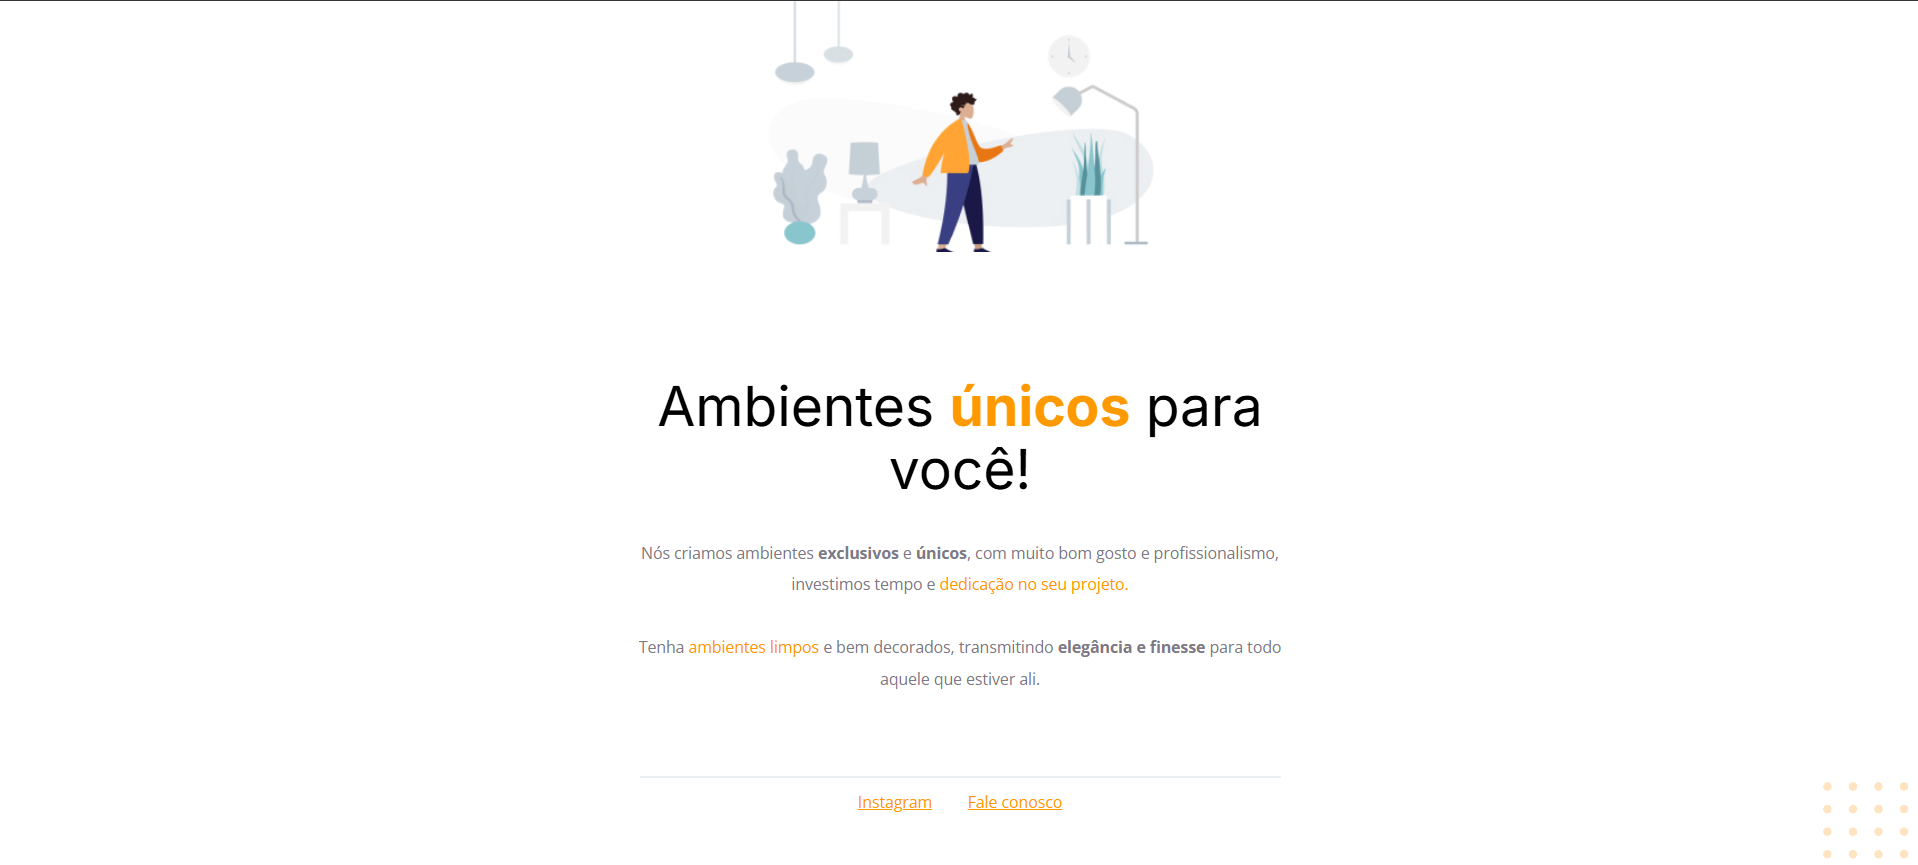 Ambientes únicos para
você!
Nós criamos ambientes exclusivos e únicos, com muito bom gosto e profissionalismo,
investimos tempo e dedicação no seu projeto.
Tenha ambientes limpos e bem decorados, transmitindo elegância e finesse para todo
aquele que estiver ali.
Instagram Fale conosco